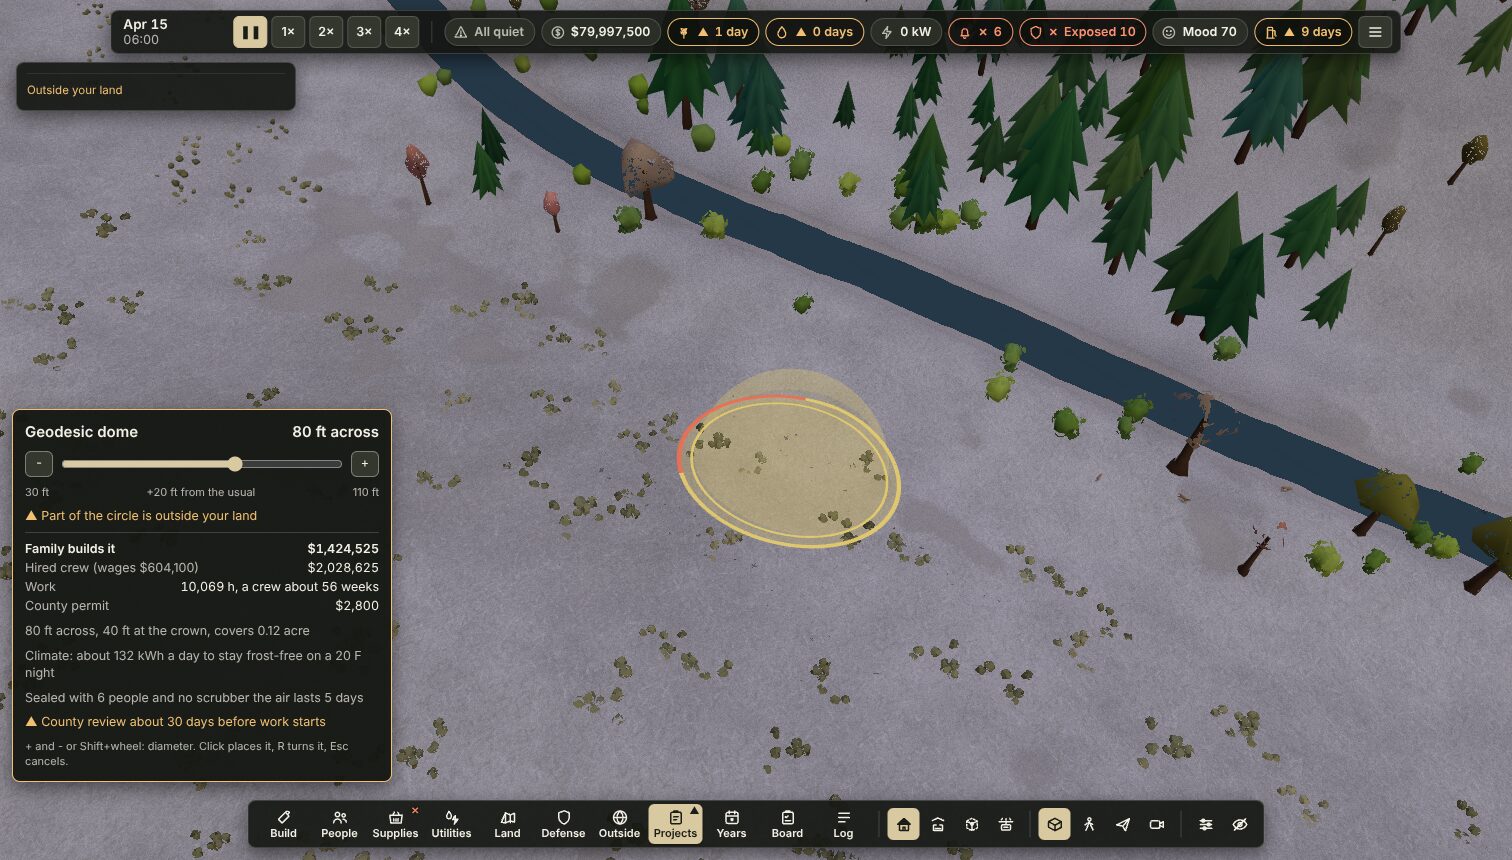 Apr 15
06:00
1×
2×
3×
4×
All quiet
$79,997,500
1 day
0 days
0 kW
× 6
× Exposed 10
Mood 70
9 days
Outside your land
Geodesic dome
80 ft across
-
+
30 ft
+20 ft from the usual
110 ft
Part of the circle is outside your land
Family builds it $1,424,525
Hired crew (wages $604,100) $2,028,625
Work 10,069 h, a crew about 56 weeks
County permit $2,800
80 ft across, 40 ft at the crown, covers 0.12 acre
Climate: about 132 kWh a day to stay frost-free on a 20 F
night
Sealed with 6 people and no scrubber the air lasts 5 days
County review about 30 days before work starts
+ and - or Shift+wheel: diameter. Click places it, R turns it, Esc
cancels.
Build
People
Supplies
Utilities
Land
Defense
Outside
Projects
Years
Board
Log